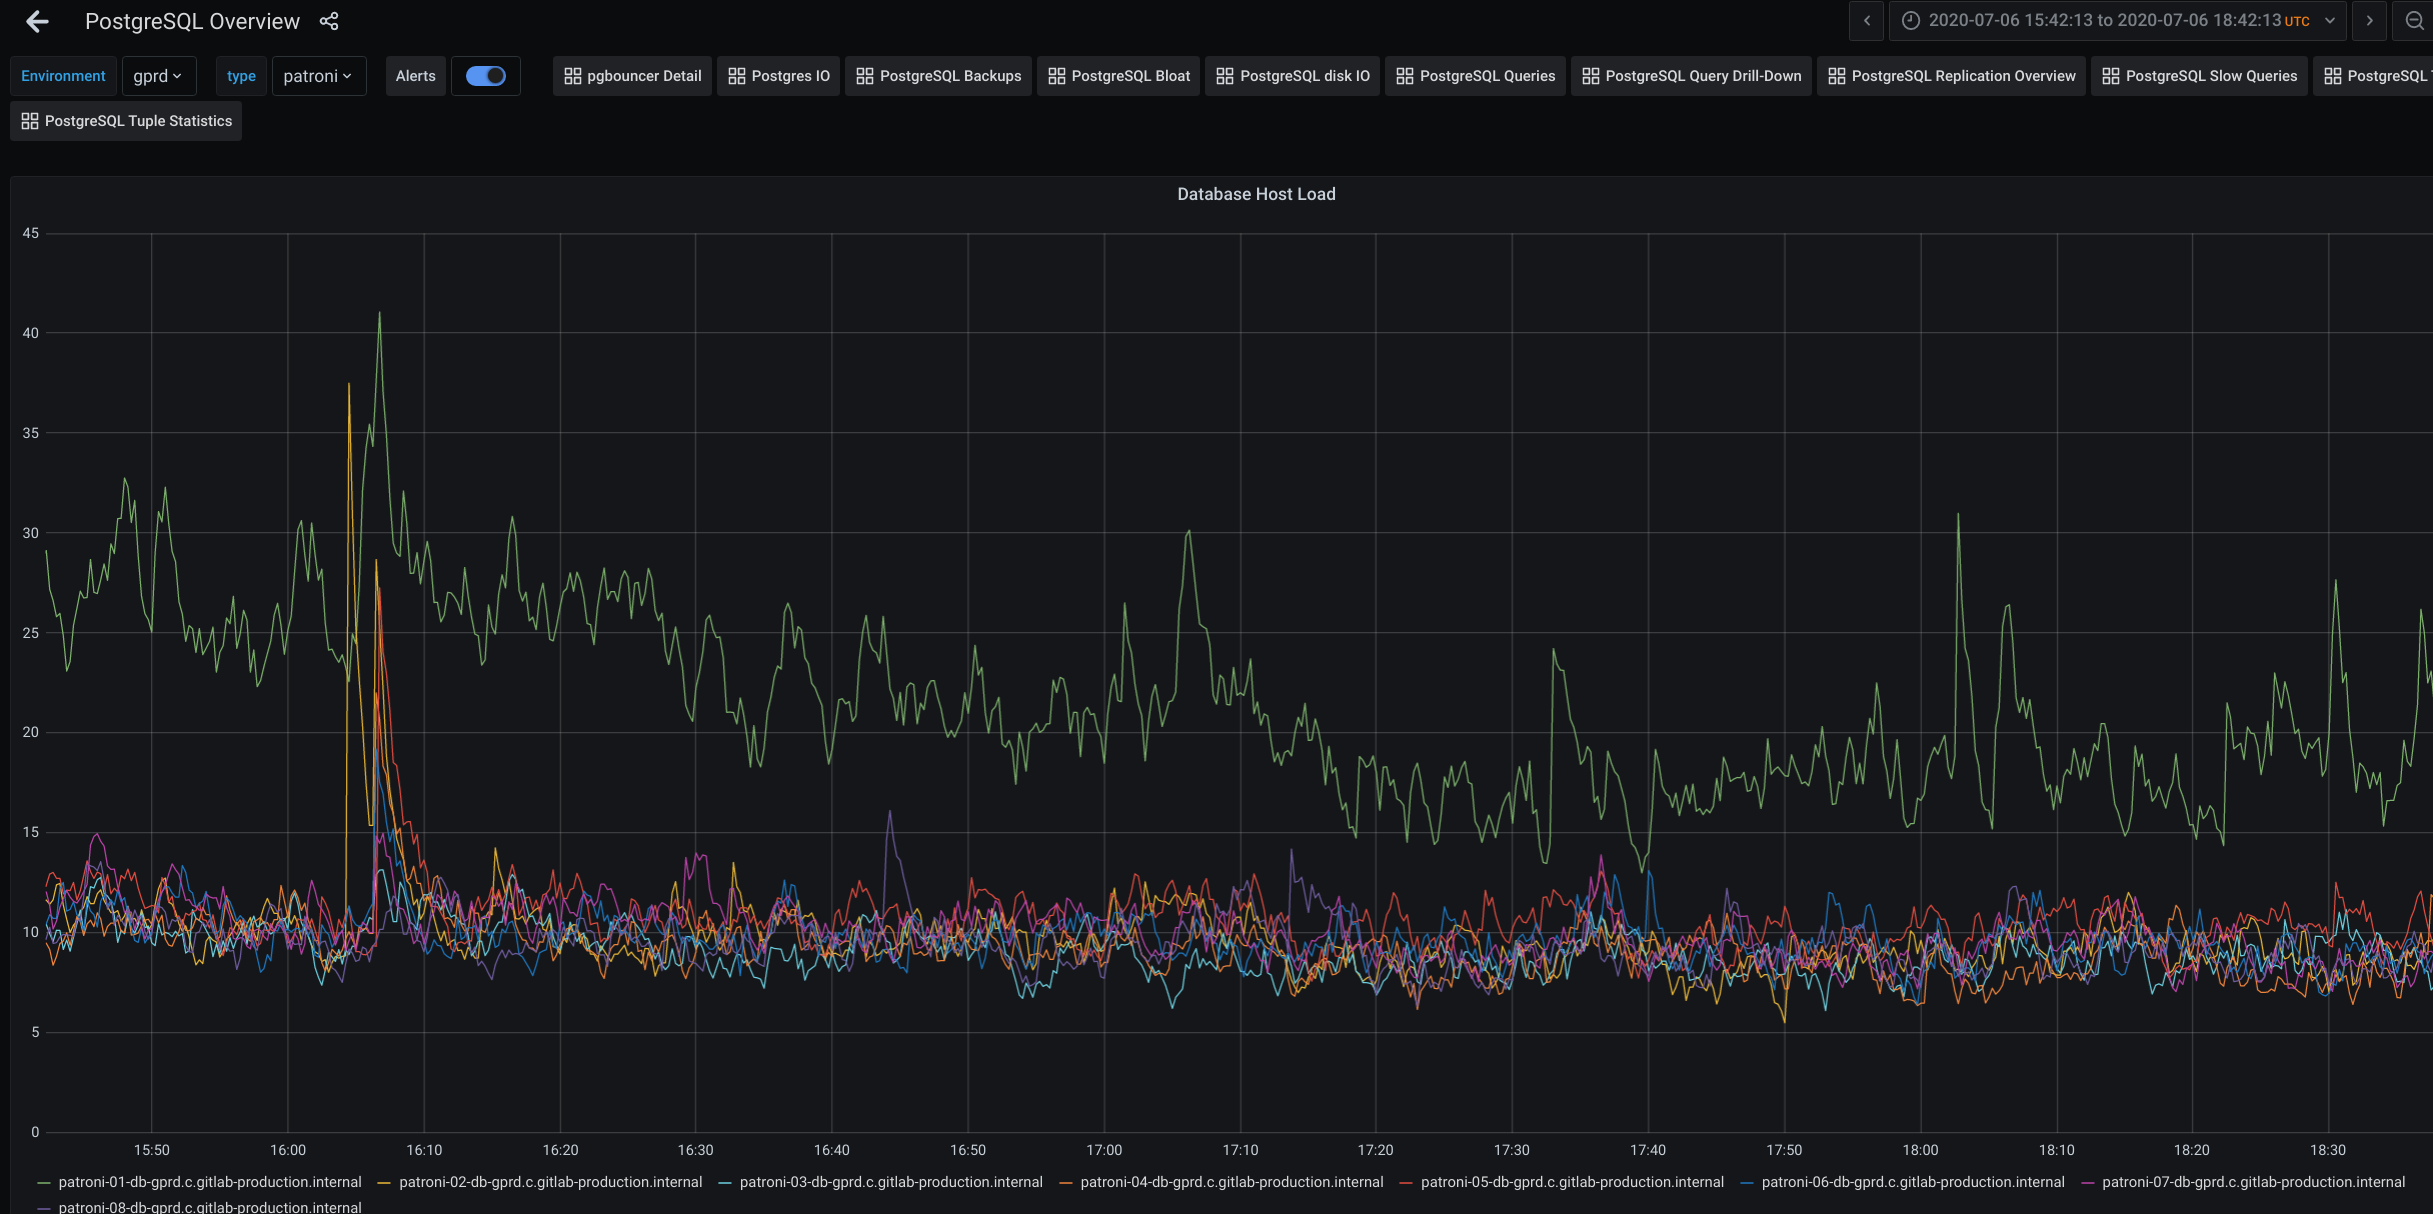 PostgreSQL Overview
2020-07-06 15:42:13 to 2020-07-06 18:42:13 UTC
Environment gprd type patroni Alerts pgbouncer Detail Postgres IO PostgreSQL Backups PostgreSQL Bloat PostgreSQL disk IO PostgreSQL Queries PostgreSQL Query Drill-Down PostgreSQL Replication Overview PostgreSQL Slow Queries PostgreSQL
PostgreSQL Tuple Statistics
Database Host Load
45
40
35
30
25
20
15
10
5
0
15:50 16:00 16:10 16:20 16:30 16:40 16:50 17:00 17:10 17:20 17:30 17:40 17:50 18:00 18:10 18:20 18:30
patroni-01-db-gprd.c.gitlab-production.internal patroni-02-db-gprd.c.gitlab-production.internal patroni-03-db-gprd.c.gitlab-production.internal patroni-04-db-gprd.c.gitlab-production.internal patroni-05-db-gprd.c.gitlab-production.internal patroni-06-db-gprd.c.gitlab-production.internal patroni-07-db-gprd.c.gitlab-production.internal
patroni-08-db-gprd.c.gitlab-production.internal